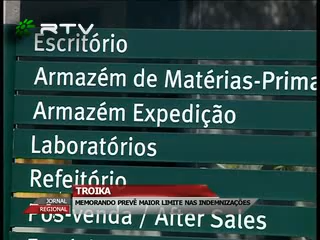 RTV
Escritório
Armazém de Matérias-Prima
Armazém Expedição
Laboratórios
Refeitório
TROIKA
JORNAL
REGIONAL
MEMORANDO PREVÊ MAIOR LIMITE NAS INDEMNIZAÇÕES
Pós Venda / After Sales